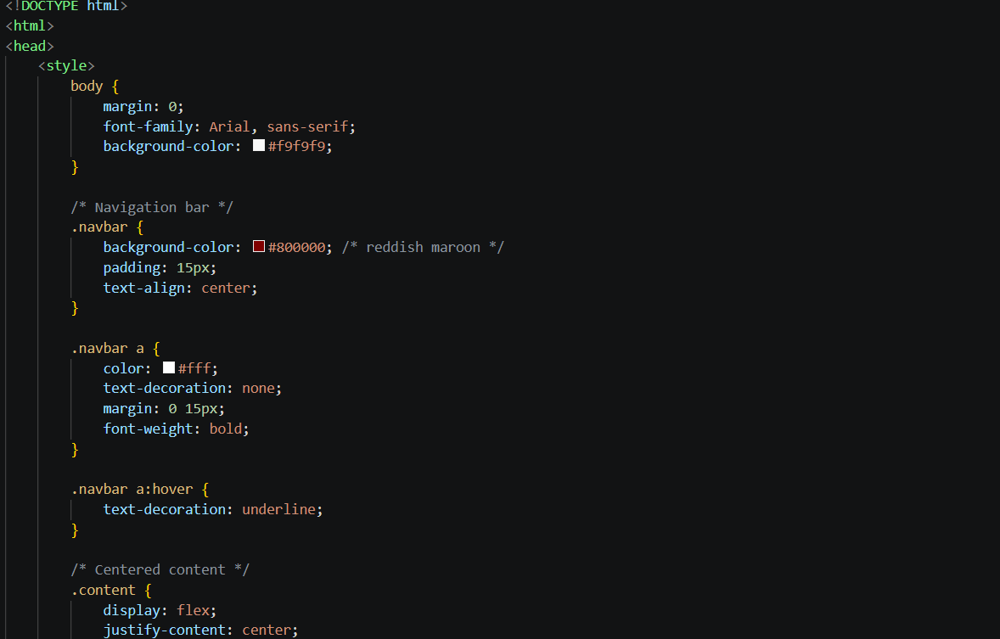 <!DOCTYPE html>
<html>
<head>
    <style>
        body {
            margin: 0;
            font-family: Arial, sans-serif;
            background-color: #f9f9f9;
        }

        /* Navigation bar */
        .navbar {
            background-color: #800000; /* reddish maroon */
            padding: 15px;
            text-align: center;
        }

        .navbar a {
            color: #fff;
            text-decoration: none;
            margin: 0 15px;
            font-weight: bold;
        }

        .navbar a:hover {
            text-decoration: underline;
        }

        /* Centered content */
        .content {
            display: flex;
            justify-content: center;